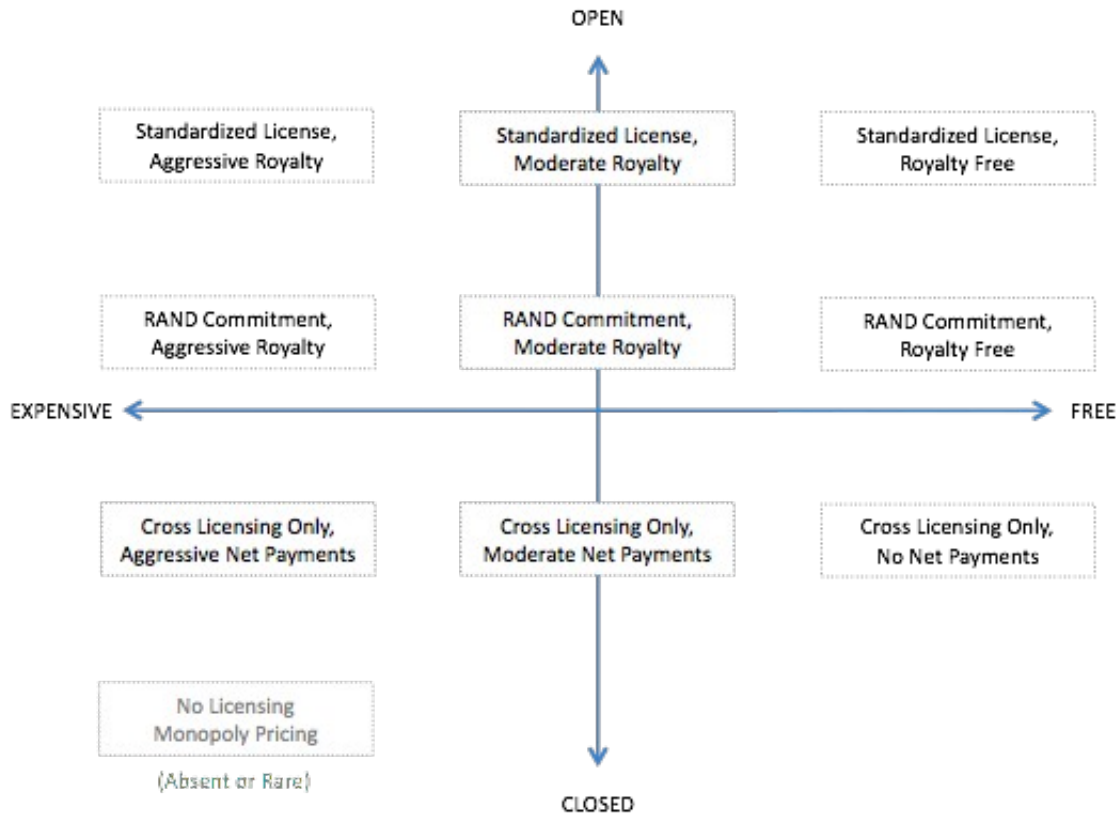 OPEN
Standardized License,
Aggressive Royalty
Standardized License,
Moderate Royalty
Standardized License,
Royalty Free
RAND Commitment,
Aggressive Royalty
RAND Commitment,
Moderate Royalty
RAND Commitment,
Royalty Free
EXPENSIVE
FREE
Cross Licensing Only,
Aggressive Net Payments
Cross Licensing Only,
Moderate Net Payments
Cross Licensing Only,
No Net Payments
No Licensing
Monopoly Pricing
(Absent or Rare)
CLOSED